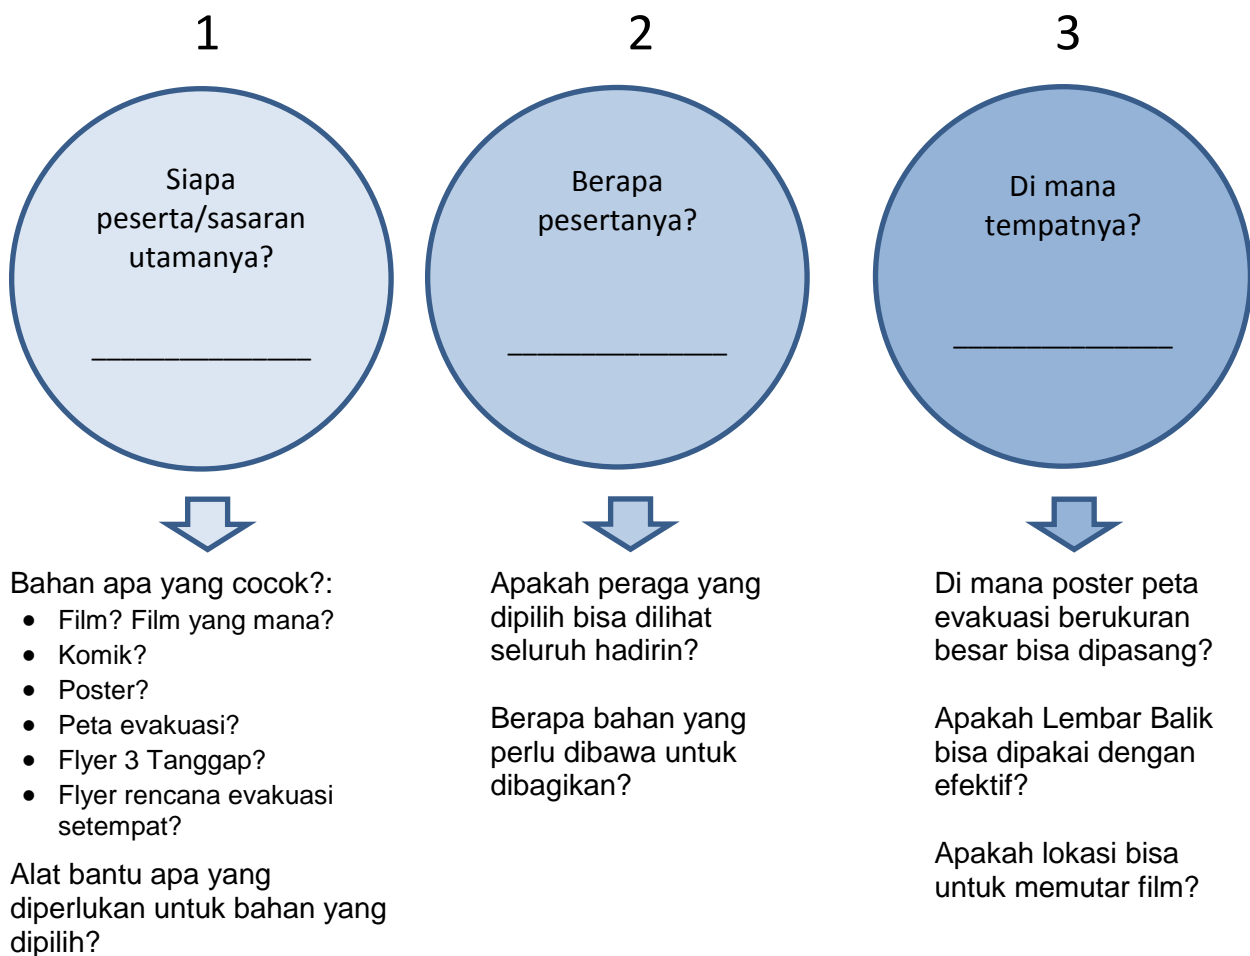 1
Siapa
peserta/sasaran
utamanya?
_______________
Bahan apa yang cocok?:
• Film? Film yang mana?
• Komik?
• Poster?
• Peta evakuasi?
• Flyer 3 Tanggap?
• Flyer rencana evakuasi
setempat?
Alat bantu apa yang
diperlukan untuk bahan yang
dipilih?
2
Berapa
pesertanya?
_______________
Apakah peraga yang
dipilih bisa dilihat
seluruh hadirin?
Berapa bahan yang
perlu dibawa untuk
dibagikan?
3
Di mana
tempatnya?
_______________
Di mana poster peta
evakuasi berukuran
besar bisa dipasang?
Apakah Lembar Balik
bisa dipakai dengan
efektif?
Apakah lokasi bisa
untuk memutar film?